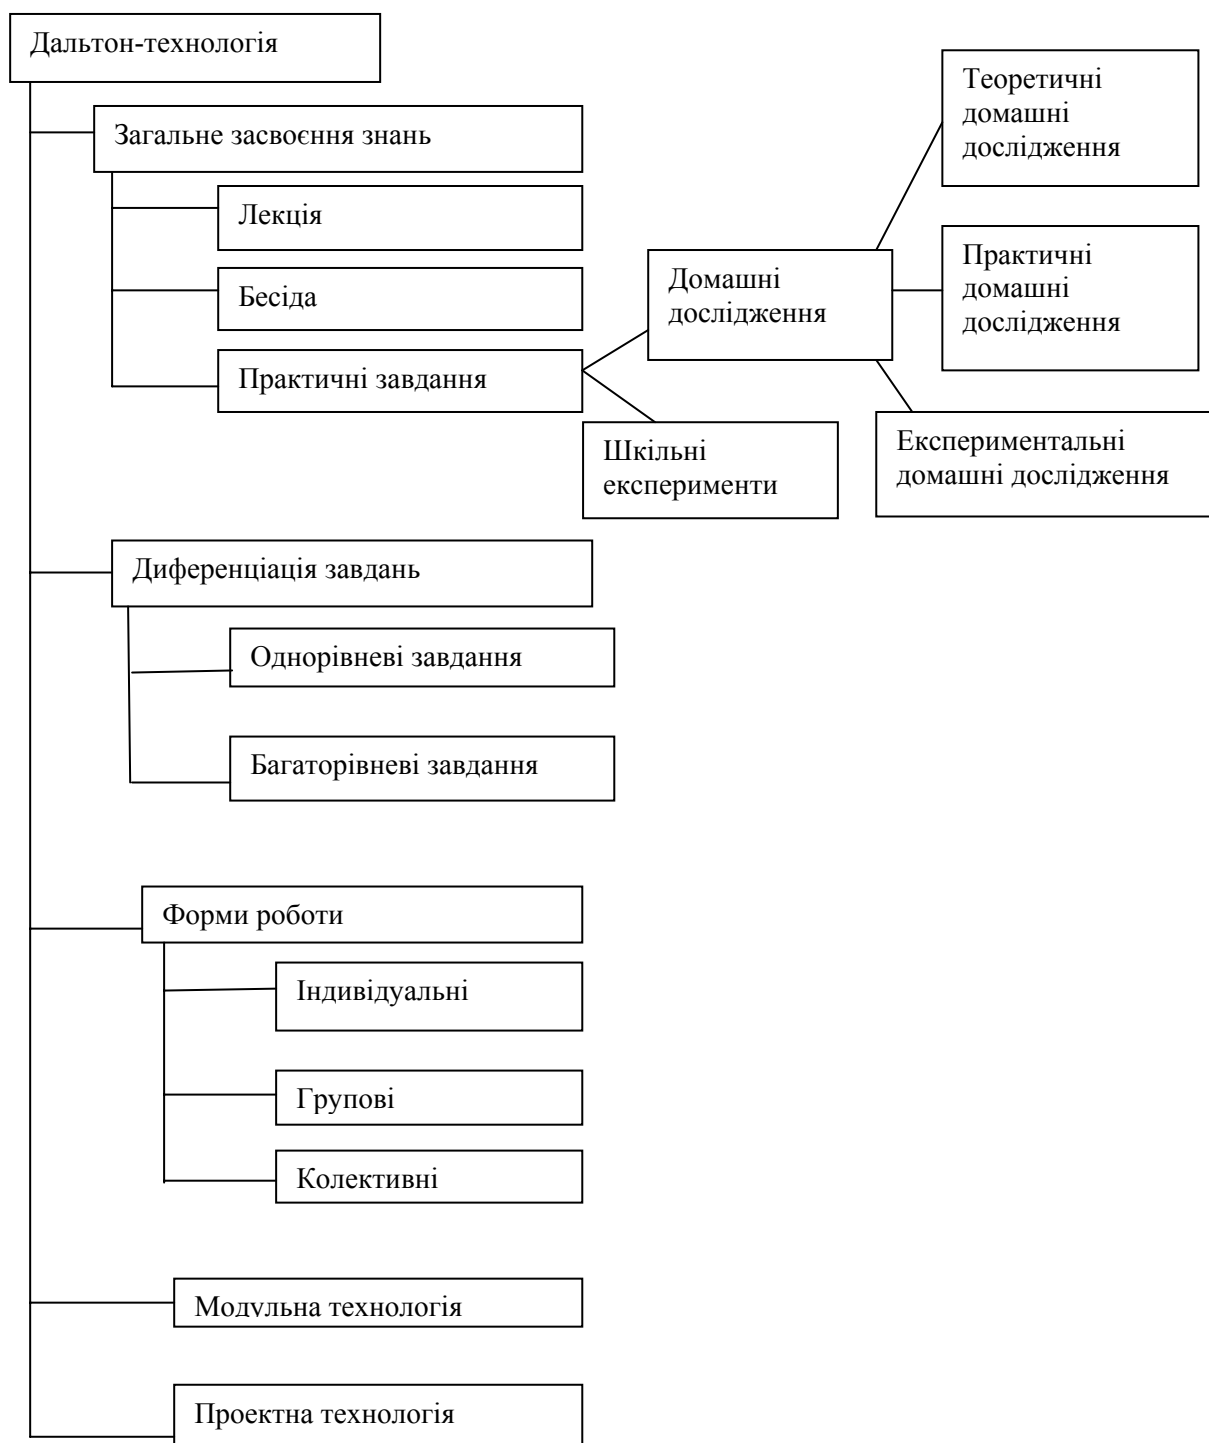 Дальтон-технологія
Загальне засвоєння знань
Лекція
Бесіда
Практичні завдання
Домашні
дослідження
Шкільні
експерименти
Теоретичні
домашні
дослідження
Практичні
домашні
дослідження
Експериментальні
домашні дослідження
Диференціація завдань
Однорівневі завдання
Багаторівневі завдання
Форми роботи
Індивідуальні
Групові
Колективні
Модульна технологія
Проектна технологія